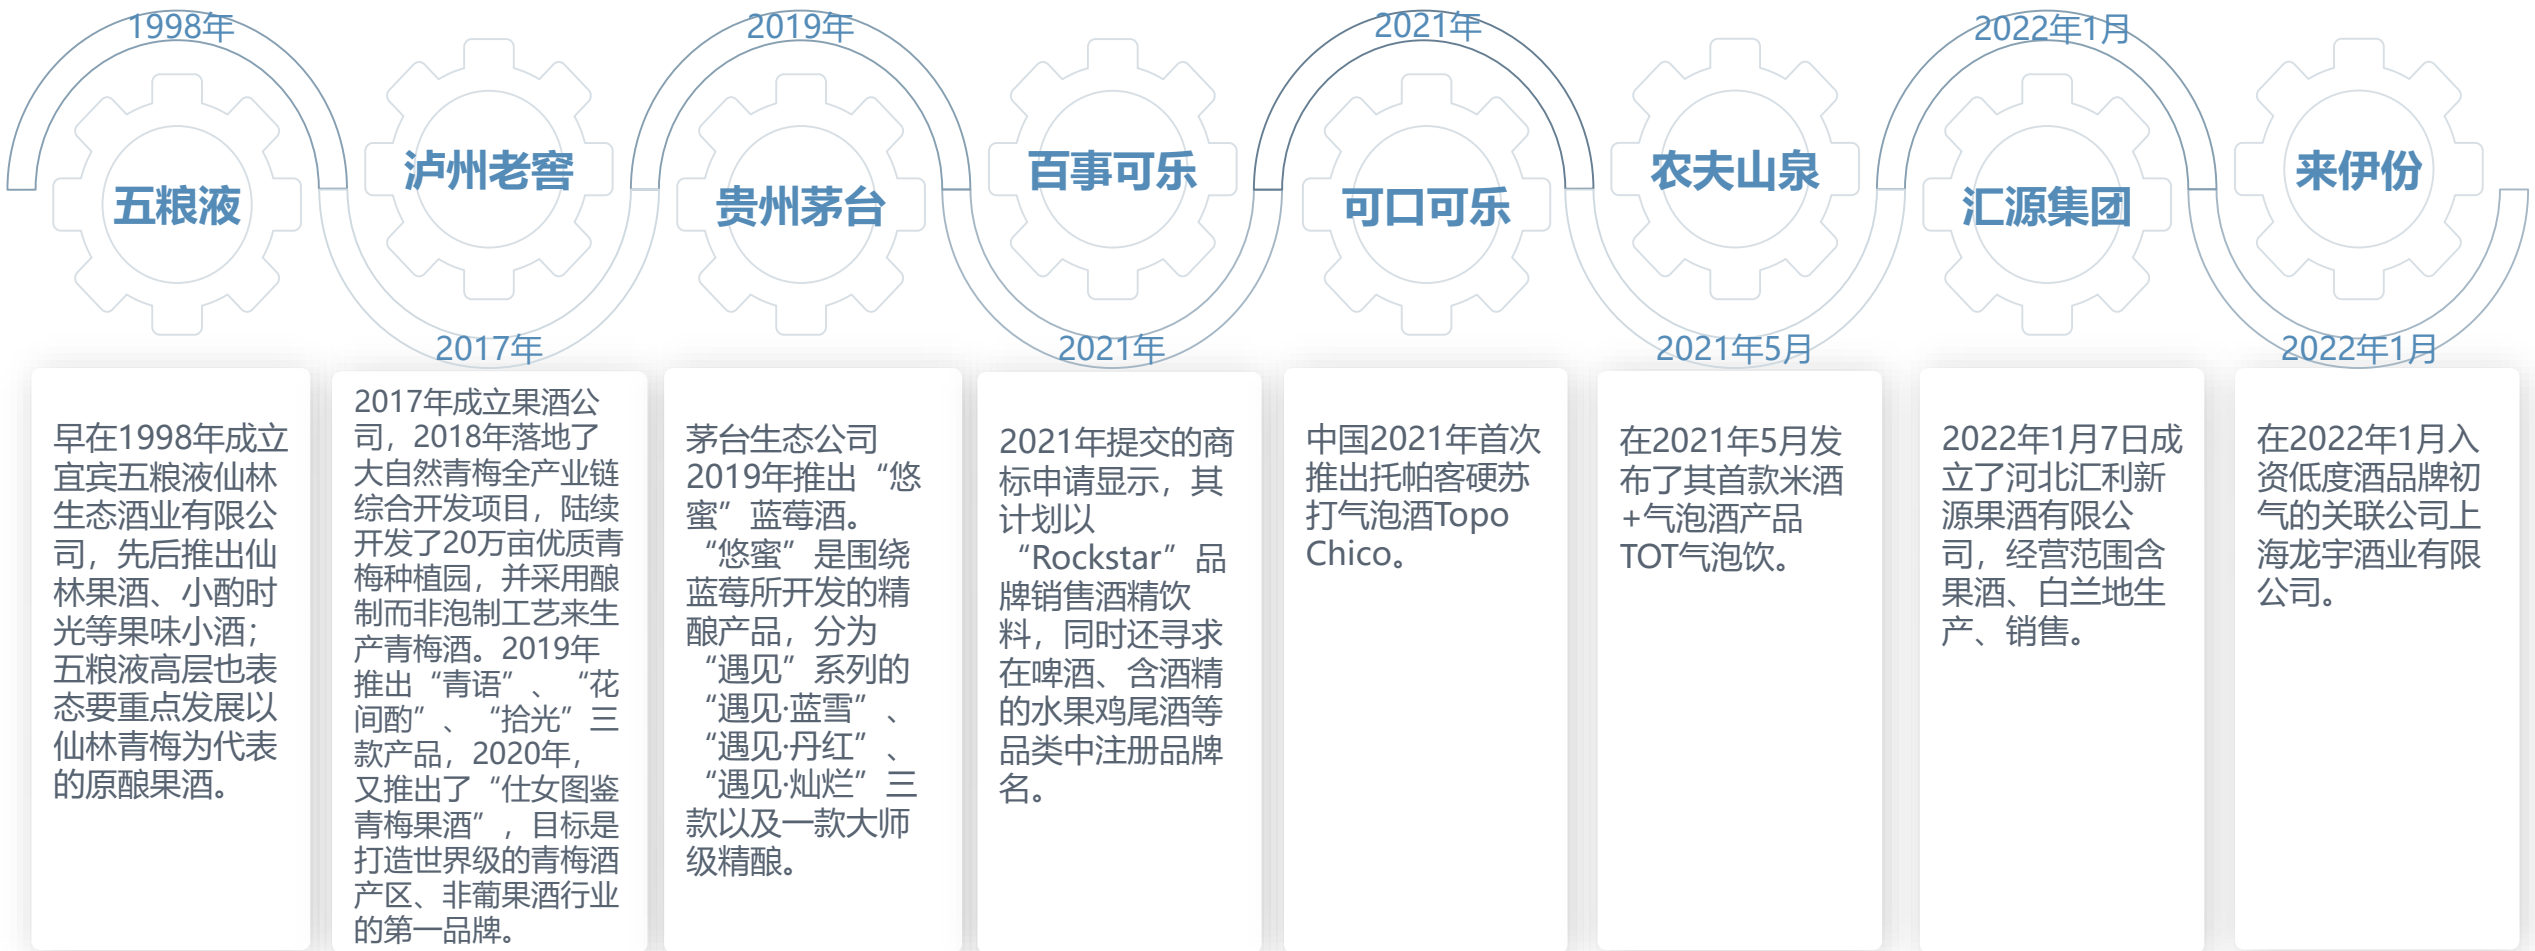 1998年
五粮液
早在1998年成立
宜宾五粮液仙林
生态酒业有限公
司，先后推出仙
林果酒、小酌时
光等果味小酒；
五粮液高层也表
态要重点发展以
仙林青梅为代表
的原酿果酒。
泸州老窖
2017年
2017年成立果酒公
司，2018年落地了
大自然青梅全产业链
综合开发项目，陆续
开发了20万亩优质青
梅种植园，并采用酿
制而非泡制工艺来生
产青梅酒。2019年
推出“青语”、“花
间酌”、“拾光”三
款产品，2020年，
又推出了“仕女图鉴
青梅果酒”，目标是
打造世界级的青梅酒
产区、非葡果酒行业
的第一品牌。
2019年
贵州茅台
茅台生态公司
2019年推出“悠
蜜”蓝莓酒。
“悠蜜”是围绕
蓝莓所开发的精
酿产品，分为
“遇见”系列的
“遇见·蓝雪”、
“遇见·丹红”、
“遇见·灿烂”三
款以及一款大师
级精酿。
百事可乐
2021年
2021年提交的商
标申请显示，其
计划以
“Rockstar”品
牌销售酒精饮
料，同时还寻求
在啤酒、含酒精
的水果鸡尾酒等
品类中注册品牌
名。
2021年
可口可乐
中国2021年首次
推出托帕客硬苏
打气泡酒Topo
Chico。
农夫山泉
2021年5月
在2021年5月发
布了其首款米酒
+气泡酒产品
TOT气泡饮。
2022年1月
汇源集团
2022年1月7日成
立了河北汇利新
源果酒有限公
司，经营范围含
果酒、白兰地生
产、销售。
来伊份
2022年1月
在2022年1月入
资低度酒品牌初
气的关联公司上
海龙宇酒业有限
公司。